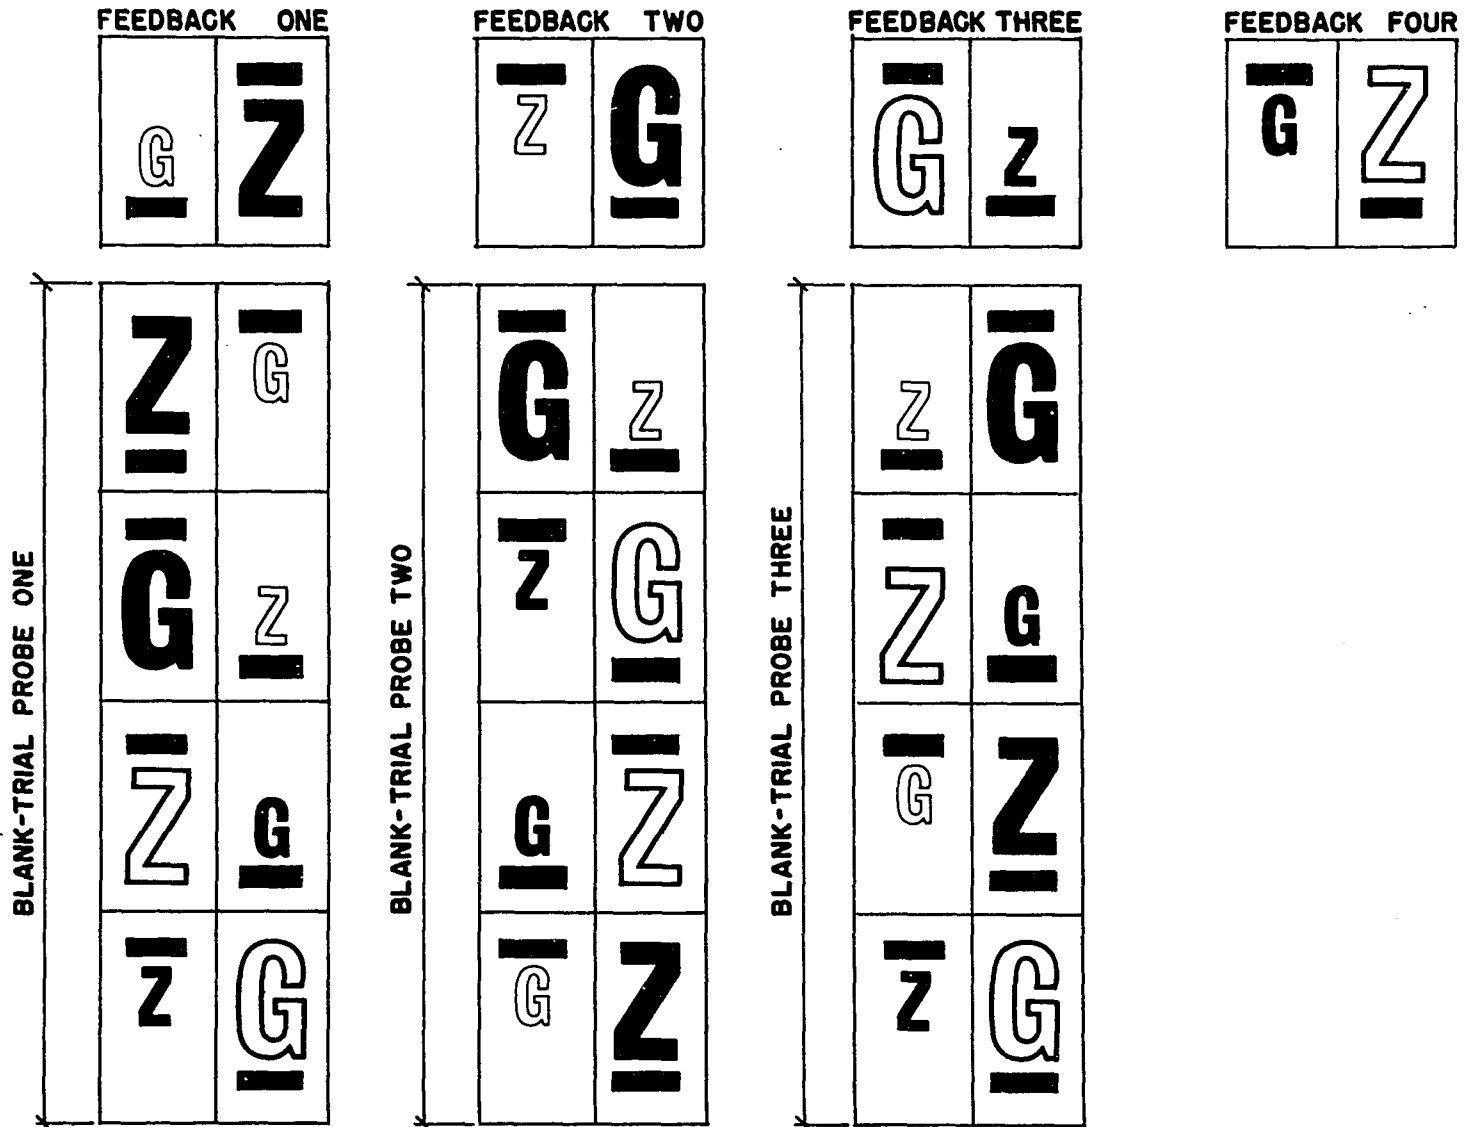 FEEDBACK ONE
FEEDBACK TWO
FEEDBACK THREE
FEEDBACK FOUR
G Z
Z G
G Z
G Z
BLANK-TRIAL PROBE ONE
Z G
G Z
Z G
Z G
BLANK-TRIAL PROBE TWO
G Z
Z G
G Z
G Z
BLANK-TRIAL PROBE THREE
Z G
Z G
G Z
Z G